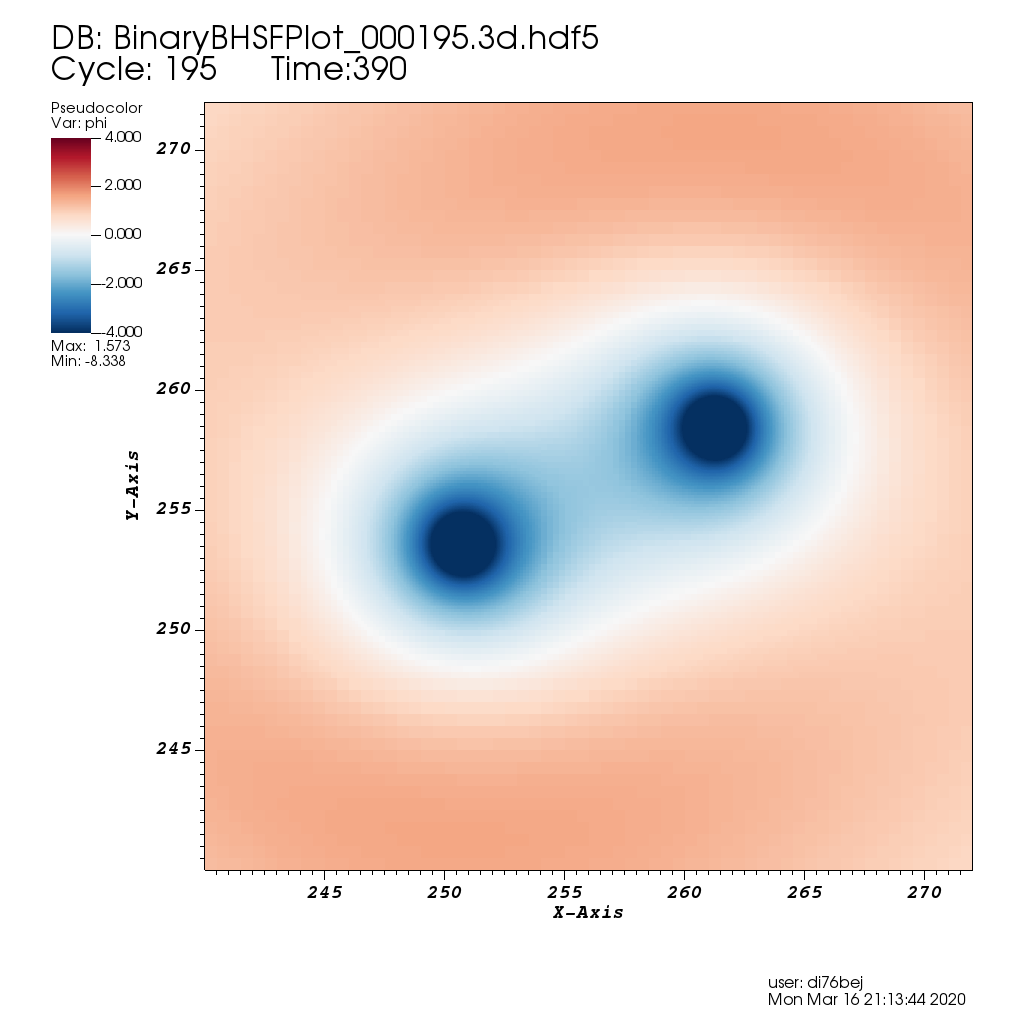 DB: BinaryBHSFPlot_000195.3d.hdf5
Cycle: 195 Time:390
Pseudocolor
Var: phi
4.000
2.000
0.000
-2.000
-4.000
Max: 1.573
Min: -8.338
270
265
260
255
250
245
Y-Axis
245 250 255 260 265 270
X-Axis
user: di76bej
Mon Mar 16 21:13:44 2020